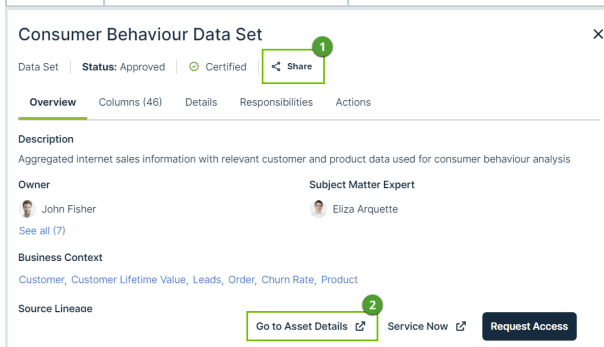 Consumer Behaviour Data Set
1
Data Set Status: Approved Certified Share
Overview Columns (46) Details Responsibilities Actions
Description
Aggregated internet sales information with relevant customer and product data used for consumer behaviour analysis
Owner Subject Matter Expert
John Fisher Eliza Arquette
See all (7)
Business Context
Customer, Customer Lifetime Value, Leads, Order, Churn Rate, Product
Source Lineage
2
Go to Asset Details Service Now Request Access